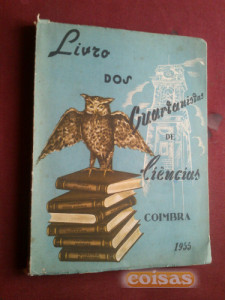 Livro
DOS
Quartanistas
DE
Ciências
COIMBRA
1955
coisas